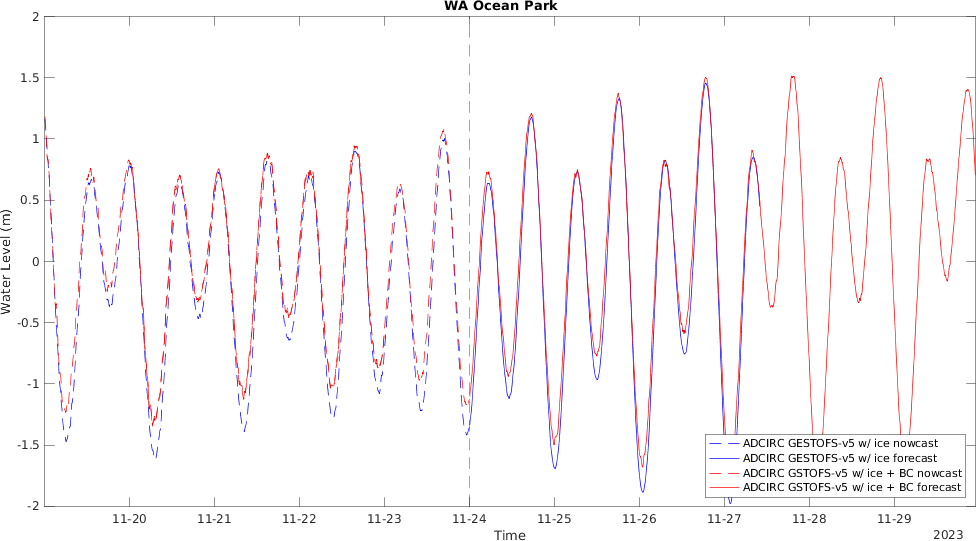 WA Ocean Park
2
1.5
1
0.5
0
-0.5
-1
-1.5
-2
Water Level (m)
11-20 11-21 11-22 11-23 11-24 11-25 11-26 11-27 11-28 11-29
Time
2023
ADCIRC GESTOFS-v5 w/ ice nowcast
ADCIRC GESTOFS-v5 w/ ice forecast
ADCIRC GSTOFS-v5 w/ ice + BC nowcast
ADCIRC GSTOFS-v5 w/ ice + BC forecast